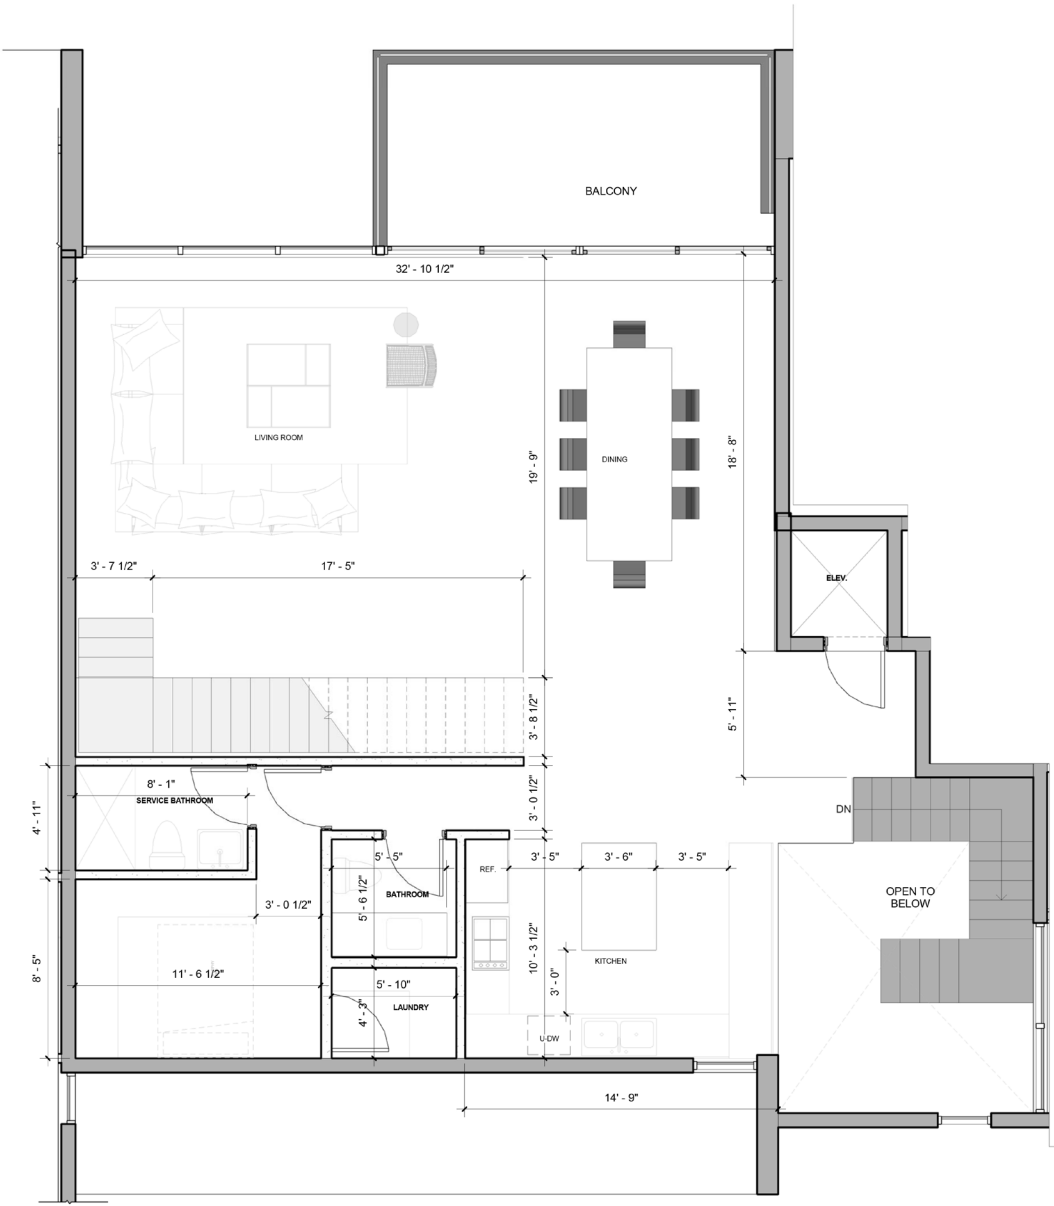 BALCONY
32' - 10 1/2"
LIVING ROOM
DINING
19' - 9"
18' - 8"
3' - 7 1/2"
17' - 5"
ELEV.
3' - 8 1/2"
5' - 11"
8' - 1"
SERVICE BATHROOM
4' - 11"
3' - 0 1/2"
DN
5' - 5"
REF.
3' - 5"
3' - 6"
3' - 5"
BATHROOM
5' - 6 1/2"
OPEN TO
BELOW
3' - 0 1/2"
10' - 3 1/2"
KITCHEN
8' - 5"
11' - 6 1/2"
5' - 10"
3' - 0"
LAUNDRY
4' - 3"
U-DW
14' - 9"